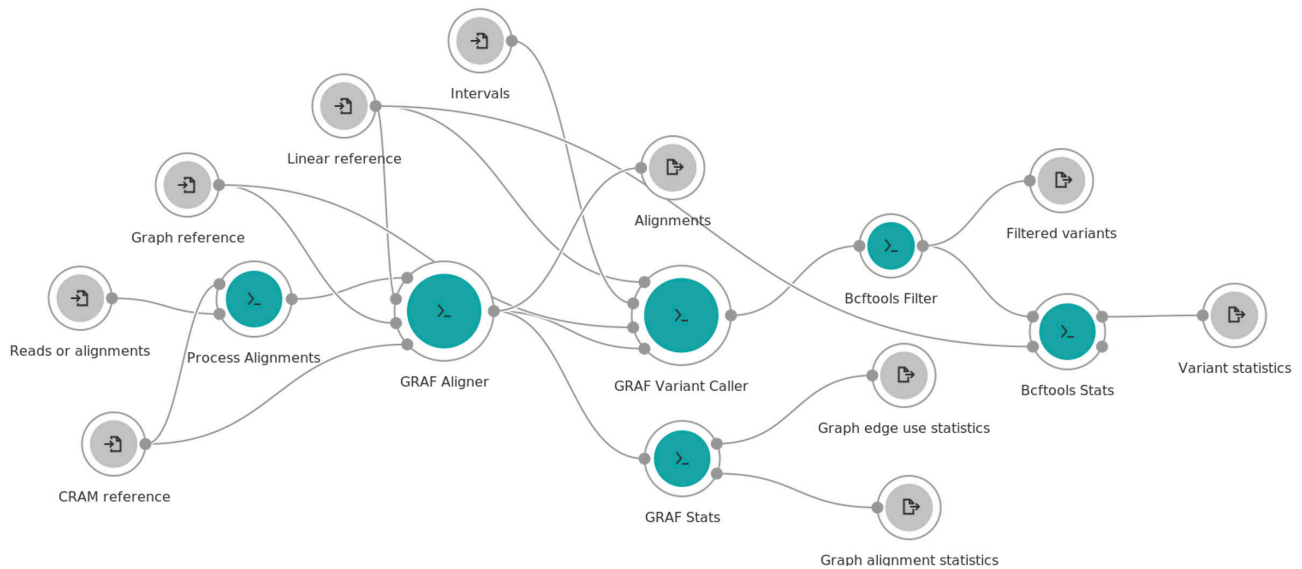 Intervals
Linear reference
Graph reference
Alignments
Filtered variants
>_
Bcftools Filter
>_
Reads or alignments
Process Alignments
>_
GRAF Aligner
>_
GRAF Variant Caller
>_
Bcftools Stats
Variant statistics
Graph edge use statistics
CRAM reference
>_
GRAF Stats
Graph alignment statistics